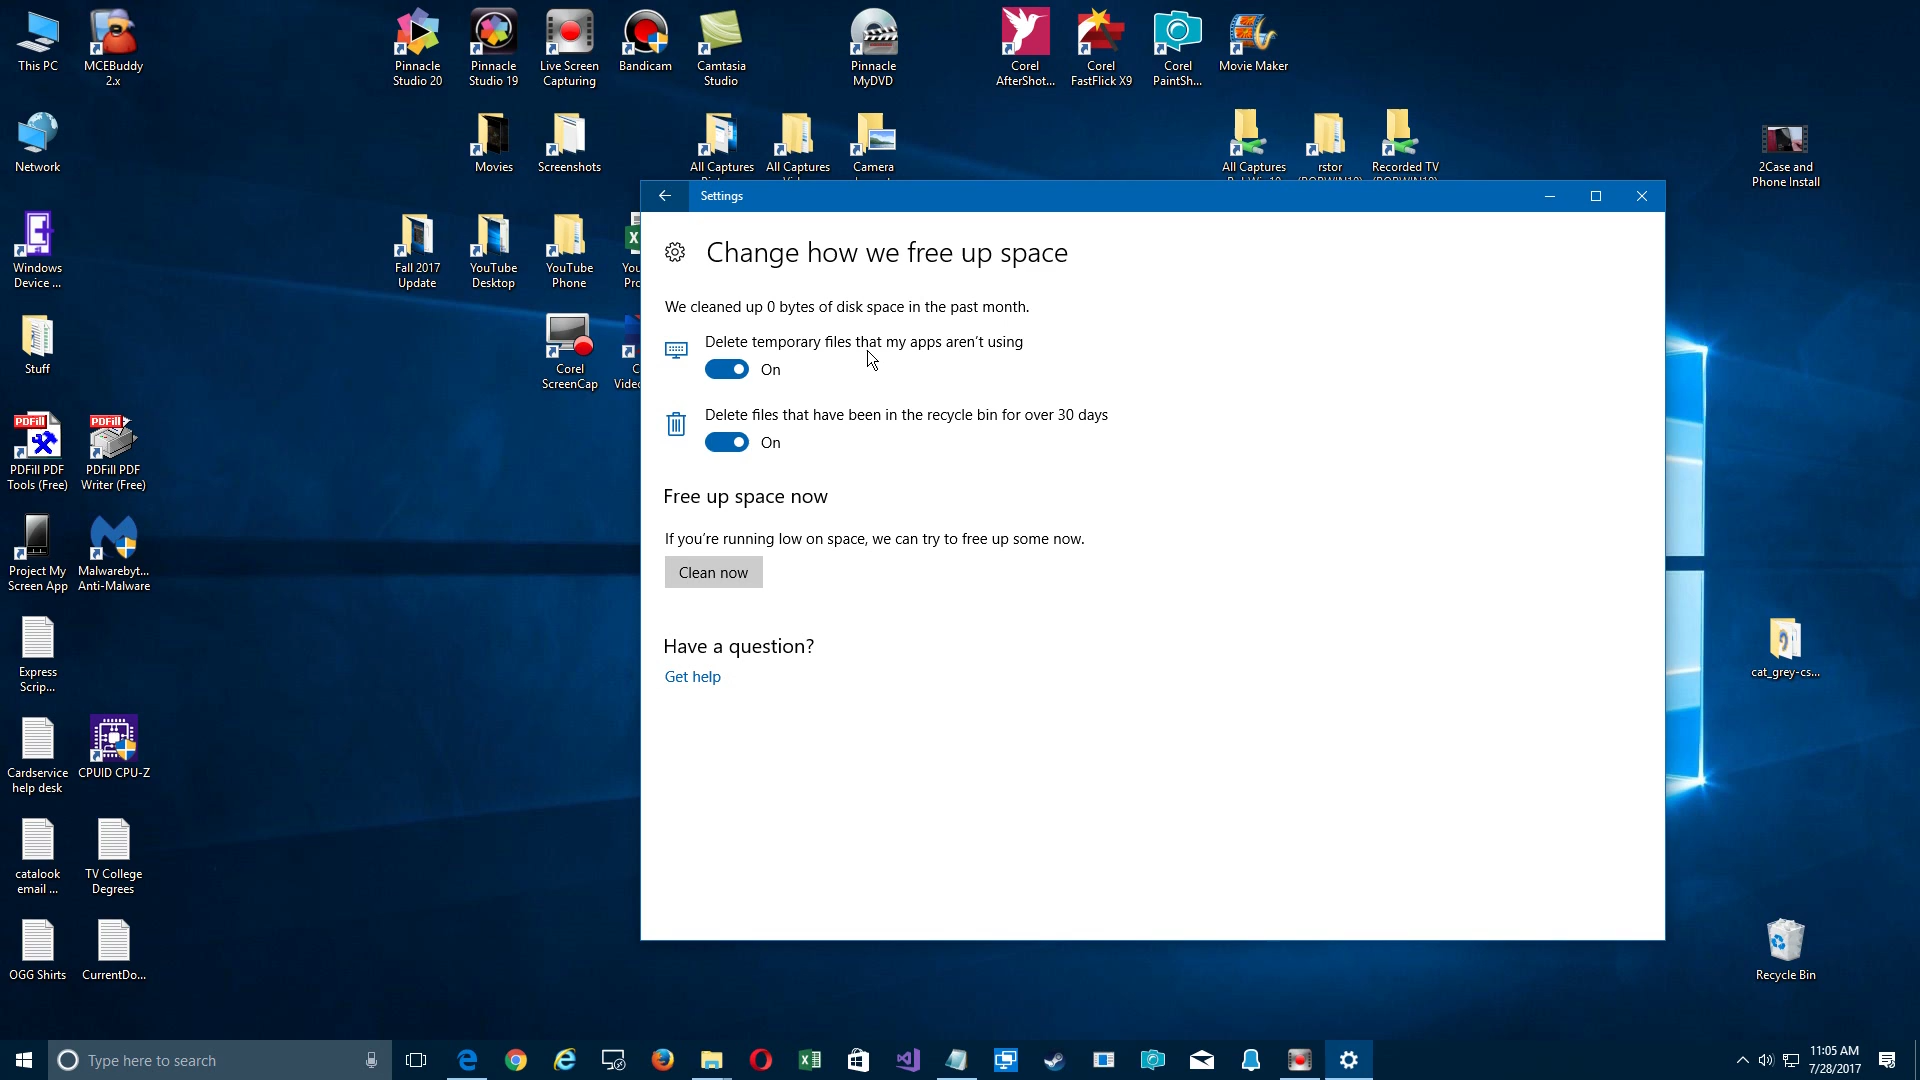 This PC
MCEBuddy
2.x
Pinnacle
Studio 20
Pinnacle
Studio 19
Live Screen
Capturing
Bandicam
Camtasia
Studio
Pinnacle
MyDVD
Corel
AfterShot...
Corel
FastFlick X9
Corel
PaintSh...
Movie Maker
Network
Movies
Screenshots
All Captures
All Captures
Camera
All Captures
rstor
Recorded TV
2Case and
Phone Install
Windows
Device ...
Fall 2017
Update
YouTube
Desktop
YouTube
Phone
Stuff
Corel
ScreenCap
PDFill
PDFill PDF
Tools (Free)
PDFill
PDFill PDF
Writer (Free)
Project My
Screen App
Malwarebyt...
Anti-Malware
Express
Scrip...
Cardservice
help desk
CPUID CPU-Z
catalook
email ...
TV College
Degrees
OGG Shirts
CurrentDo...
cat_grey-cs...
Recycle Bin
Settings
Change how we free up space
We cleaned up 0 bytes of disk space in the past month.
Delete temporary files that my apps aren't using
On
Delete files that have been in the recycle bin for over 30 days
On
Free up space now
If you're running low on space, we can try to free up some now.
Clean now
Have a question?
Get help
Type here to search
11:05 AM
7/28/2017